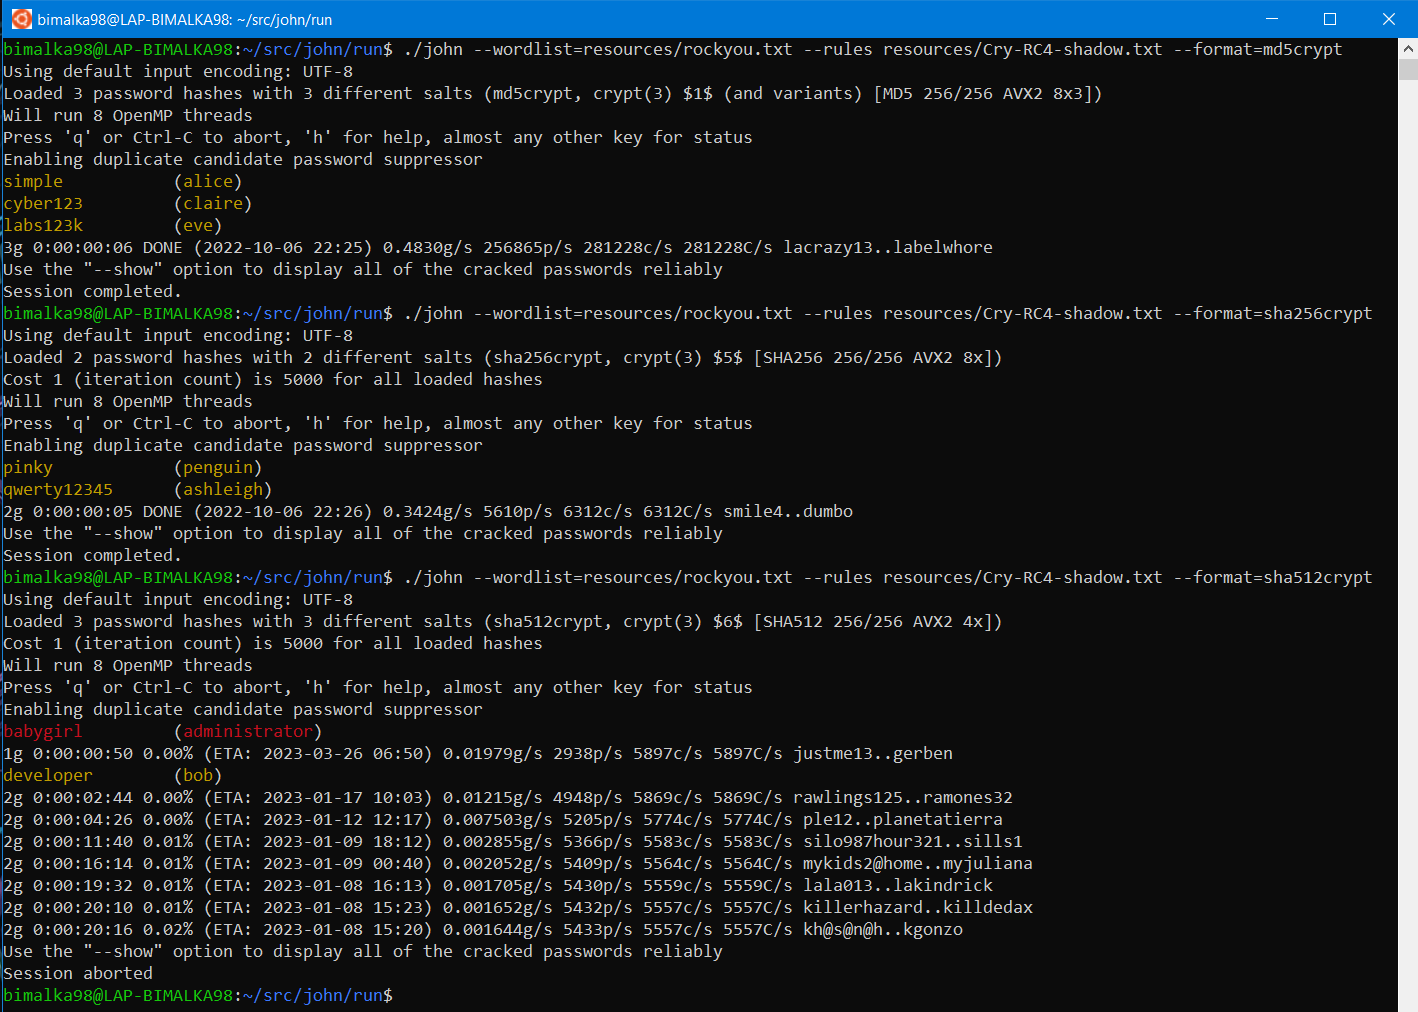 bimalka98@LAP-BIMALKA98: ~/src/john/run
bimalka98@LAP-BIMALKA98:~/src/john/run$ ./john --wordlist=resources/rockyou.txt --rules resources/Cry-RC4-shadow.txt --format=md5crypt
Using default input encoding: UTF-8
Loaded 3 password hashes with 3 different salts (md5crypt, crypt(3) $1$ (and variants) [MD5 256/256 AVX2 8x3])
Will run 8 OpenMP threads
Press 'q' or Ctrl-C to abort, 'h' for help, almost any other key for status
Enabling duplicate candidate password suppressor
simple           (alice)
cyber123         (claire)
labs123k         (eve)
3g 0:00:00:06 DONE (2022-10-06 22:25) 0.4830g/s 256865p/s 281228c/s 281228C/s lacrazy13..labelwhore
Use the "--show" option to display all of the cracked passwords reliably
Session completed.
bimalka98@LAP-BIMALKA98:~/src/john/run$ ./john --wordlist=resources/rockyou.txt --rules resources/Cry-RC4-shadow.txt --format=sha256crypt
Using default input encoding: UTF-8
Loaded 2 password hashes with 2 different salts (sha256crypt, crypt(3) $5$ [SHA256 256/256 AVX2 8x])
Cost 1 (iteration count) is 5000 for all loaded hashes
Will run 8 OpenMP threads
Press 'q' or Ctrl-C to abort, 'h' for help, almost any other key for status
Enabling duplicate candidate password suppressor
pinky            (penguin)
qwerty12345      (ashleigh)
2g 0:00:00:05 DONE (2022-10-06 22:26) 0.3424g/s 5610p/s 6312c/s 6312C/s smile4..dumbo
Use the "--show" option to display all of the cracked passwords reliably
Session completed.
bimalka98@LAP-BIMALKA98:~/src/john/run$ ./john --wordlist=resources/rockyou.txt --rules resources/Cry-RC4-shadow.txt --format=sha512crypt
Using default input encoding: UTF-8
Loaded 3 password hashes with 3 different salts (sha512crypt, crypt(3) $6$ [SHA512 256/256 AVX2 4x])
Cost 1 (iteration count) is 5000 for all loaded hashes
Will run 8 OpenMP threads
Press 'q' or Ctrl-C to abort, 'h' for help, almost any other key for status
Enabling duplicate candidate password suppressor
babygirl         (administrator)
1g 0:00:00:50 0.00% (ETA: 2023-03-26 06:50) 0.01979g/s 2938p/s 5897c/s 5897C/s justme13..gerben
developer        (bob)
2g 0:00:02:44 0.00% (ETA: 2023-01-17 10:03) 0.01215g/s 4948p/s 5869c/s 5869C/s rawlings125..ramones32
2g 0:00:04:26 0.00% (ETA: 2023-01-12 12:17) 0.007503g/s 5205p/s 5774c/s 5774C/s ple12..planetatierra
2g 0:00:11:40 0.01% (ETA: 2023-01-09 18:12) 0.002855g/s 5366p/s 5583c/s 5583C/s silo987hour321..sills1
2g 0:00:16:14 0.01% (ETA: 2023-01-09 00:40) 0.002052g/s 5409p/s 5564c/s 5564C/s mykids2@home..myjuliana
2g 0:00:19:32 0.01% (ETA: 2023-01-08 16:13) 0.001705g/s 5430p/s 5559c/s 5559C/s lala013..lakindrick
2g 0:00:20:10 0.01% (ETA: 2023-01-08 15:23) 0.001652g/s 5432p/s 5557c/s 5557C/s killerhazard..killdedax
2g 0:00:20:16 0.02% (ETA: 2023-01-08 15:20) 0.001644g/s 5433p/s 5557c/s 5557C/s kh@s@n@h..kgonzo
Use the "--show" option to display all of the cracked passwords reliably
Session aborted
bimalka98@LAP-BIMALKA98:~/src/john/run$